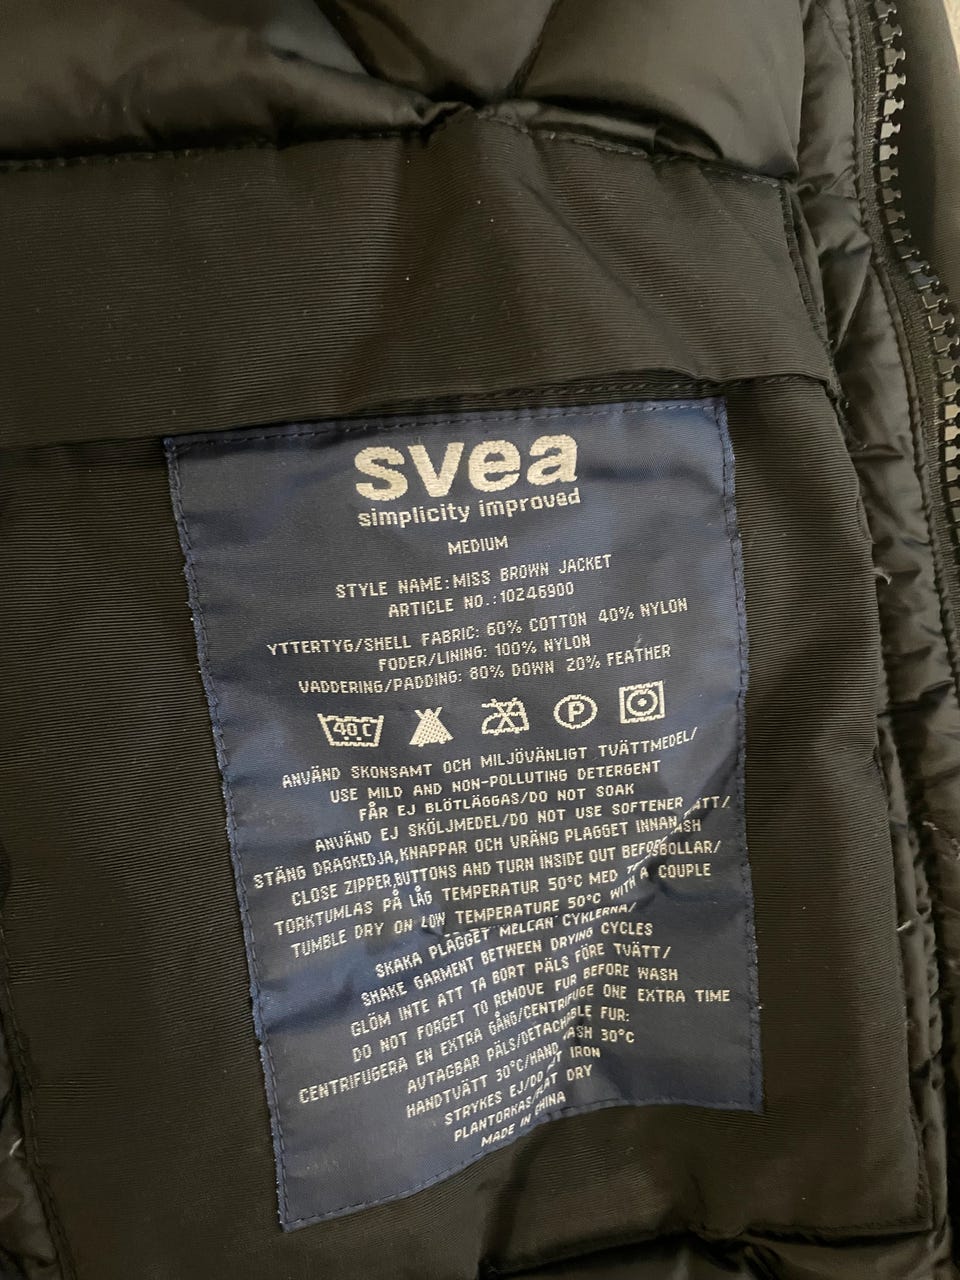 svea
simplicity improved
MEDIUM
STYLE NAME:MISS BROWN JACKET
ARTICLE NO.:10246900
YTTERTYG/SHELL FABRIC: 60% COTTON 40% NYLON
FODER/LINING: 100% NYLON
VADDERING/PADDING: 80% DOWN 20% FEATHER
40C P
ANVÄND SKONSAMT OCH MILJÖVÄNLIGT TVÄTTMEDEL/
USE MILD AND NON-POLLUTING DETERGENT
FÅR EJ BLÖTLÄGGAS/DO NOT SOAK
ANVÄND EJ SKÖLJMEDEL/DO NOT USE SOFTENER
STÄNG DRAGKEDJA,KNAPPAR OCH VRÄNG PLAGGET INNAN
CLOSE ZIPPER,BUTTONS AND TURN INSIDE OUT BEFORE
TORKTUMLAS PÅ LÅG TEMPERATUR 50°C MED
TUMBLE DRY ON LOW TEMPERATURE 50°C WITH A COUPLE
SKAKA PLAGGET MELLAN CYKLERNA/
SHAKE GARMENT BETWEEN DRYING CYCLES
GLÖM INTE ATT TA BORT PÄLS FÖRE TVÄTT/
DO NOT FORGET TO REMOVE FUR BEFORE WASH
CENTRIFUGERA EN EXTRA GÅNG/CENTRIFUGE ONE EXTRA TIME
AVTAGBAR PÄLS/DETACHABLE FUR:
HANDTVÄTT 30°C/HAND WASH 30°C
STRYKES EJ/DO NOT IRON
PLANTORKAS/FLAT DRY
MADE IN CHINA